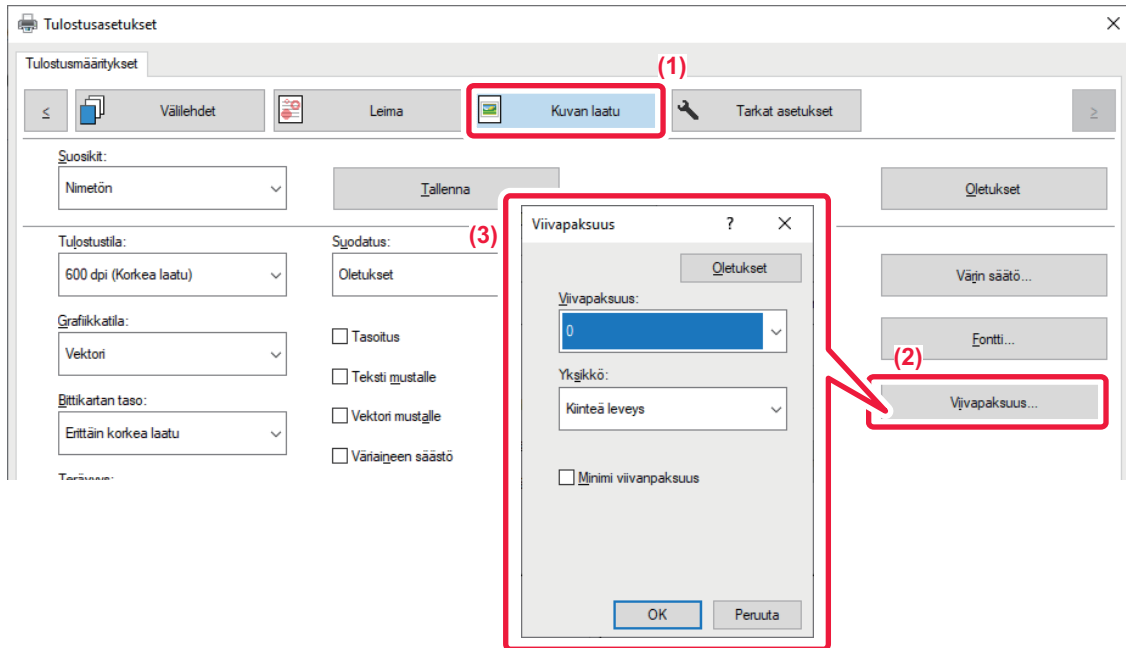 Tulostusasetukset
Tulostusmääritykset
(1)
≤ Välilehdet Leima Kuvan laatu Tarkat asetukset ≥
Suosikit:
Nimetön Tallenna Oletukset
Tulostustila: Suodatus:
600 dpi (Korkea laatu) Oletukset Värin säätö...
Grafiikkatila:
Vektori Tasoitus Fontti...
Teksti mustalle
Bittikartan taso: Vektori mustalle
Erittäin korkea laatu Väriaineen säästö
Terävyys:
(2)
Viivapaksuus...
(3)
Viivapaksuus ? ×
Oletukset
Viivapaksuus:
0
Yksikkö:
Kiinteä leveys
Minimi viivanpaksuus
OK Peruuta